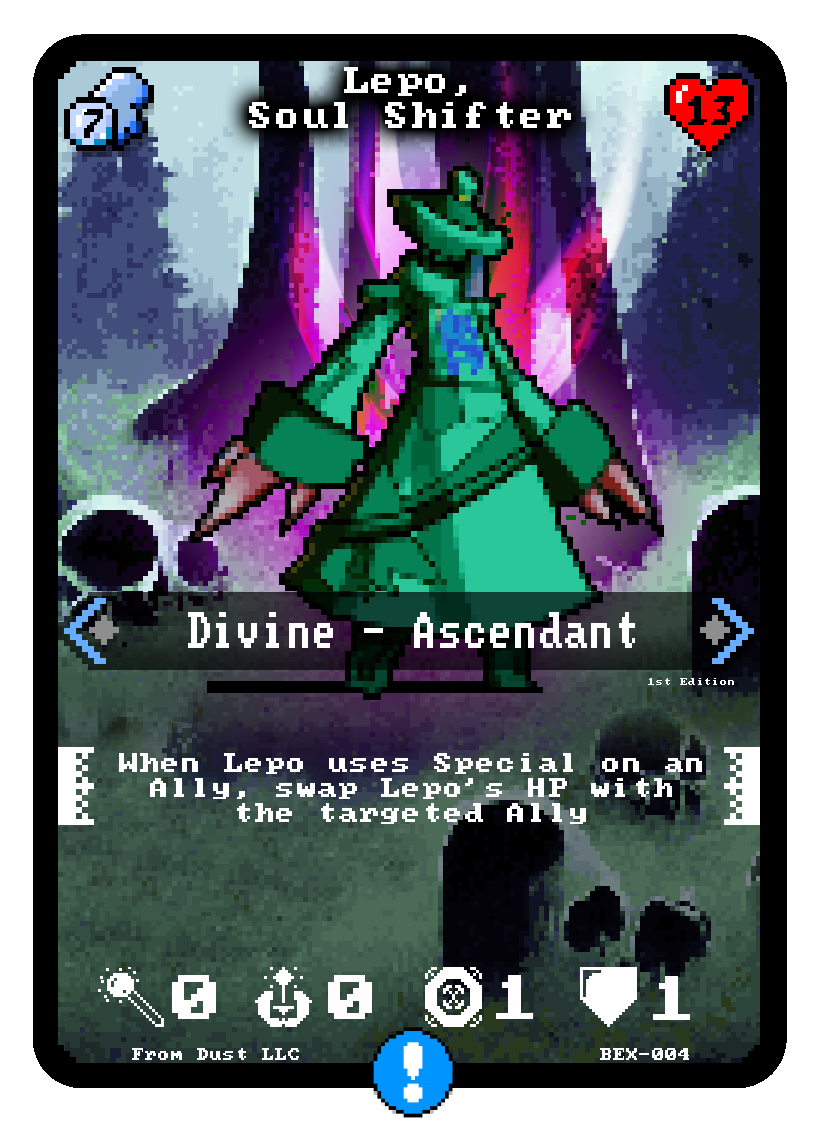 Lepo,
Soul Shifter
7
13
Divine - Ascendant
1st Edition
When Lepo uses Special on an
Ally, swap Lepo's HP with
the targeted Ally
0 0 1 1
From Dust LLC
BEX-004
!